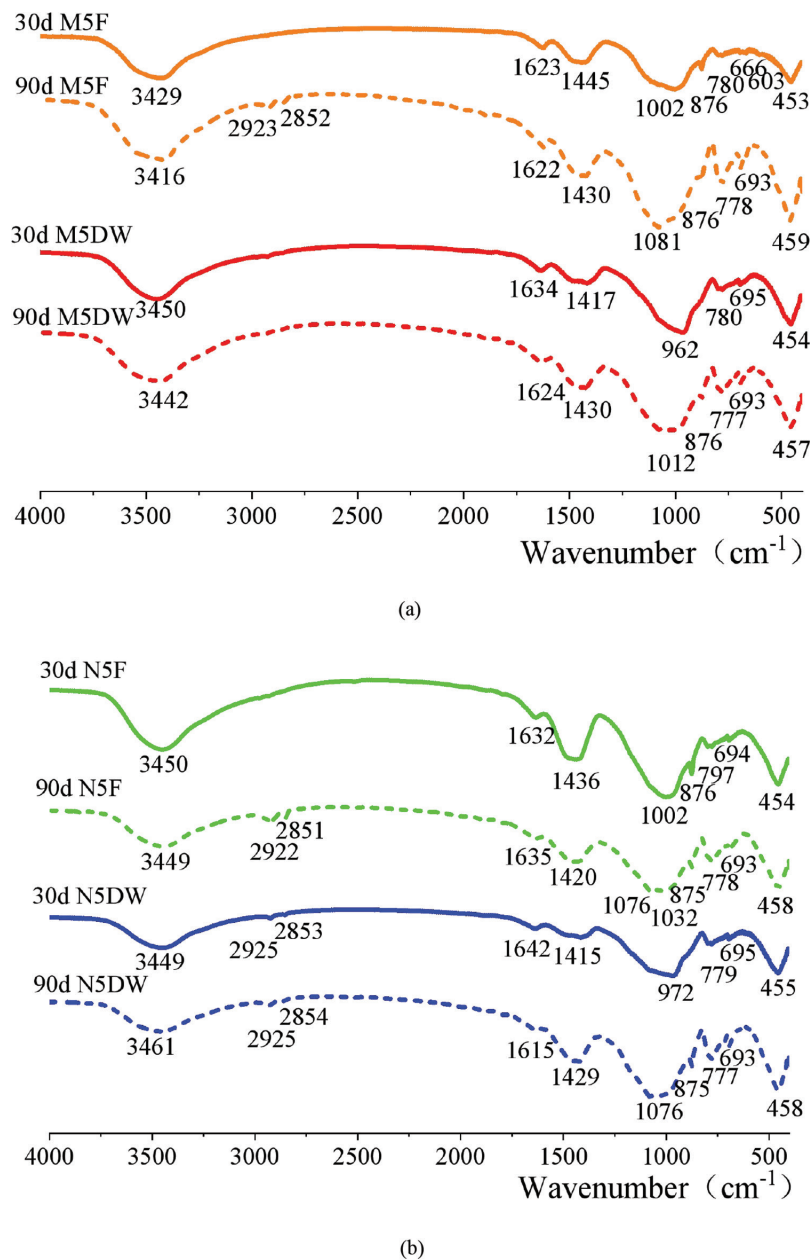 30d M5F
3429 1623 1445 1002 876 780 666 603 453
90d M5F
3416 2923 2852 1622 1430 1081 876 778 693 459
30d M5DW
3450 1634 1417 962 780 695 454
90d M5DW
3442 1624 1430 1012 876 777 693 457
4000 3500 3000 2500 2000 1500 1000 500
Wavenumber（cm-1）
(a)
30d N5F
3450 1632 1436 1002 876 797 694 454
90d N5F
3449 2922 2851 1635 1420 1076 1032 875 778 693 458
30d N5DW
3449 2925 2853 1642 1415 972 779 695 455
90d N5DW
3461 2925 2854 1615 1429 1076 875 777 693 458
4000 3500 3000 2500 2000 1500 1000 500
Wavenumber（cm-1）
(b)